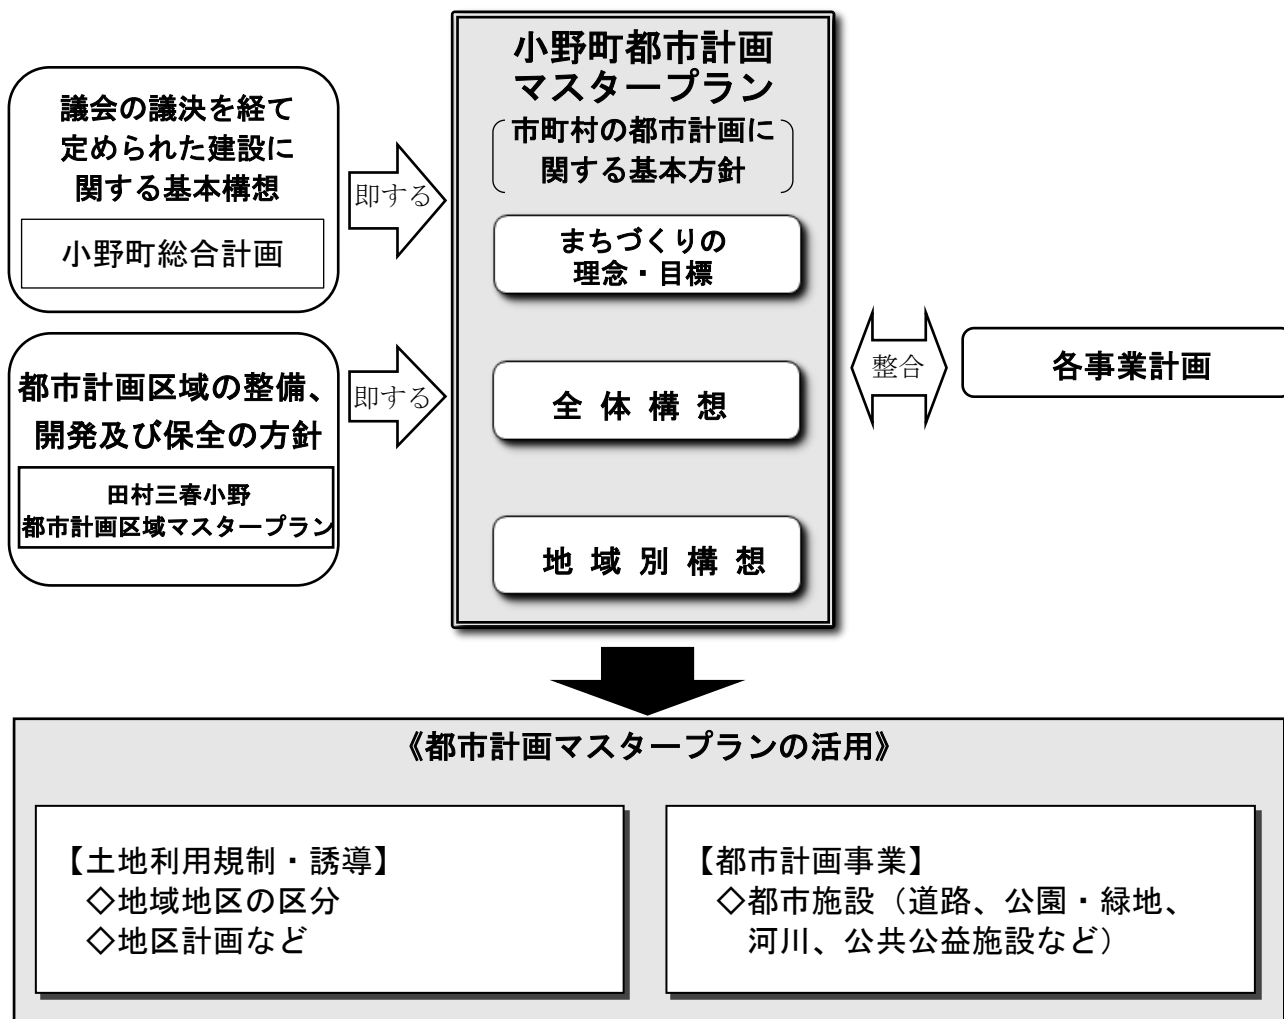 議会の議決を経て
定められた建設に
関する基本構想
小野町総合計画
即する
都市計画区域の整備、
開発及び保全の方針
田村三春小野
都市計画区域マスタープラン
即する
小野町都市計画
マスタープラン
市町村の都市計画に
関する基本方針
まちづくりの
理念・目標
全体構想
地域別構想
整合
各事業計画
《都市計画マスタープランの活用》
【土地利用規制・誘導】
◇地域地区の区分
◇地区計画など
【都市計画事業】
◇都市施設（道路、公園・緑地、
河川、公共公益施設など）